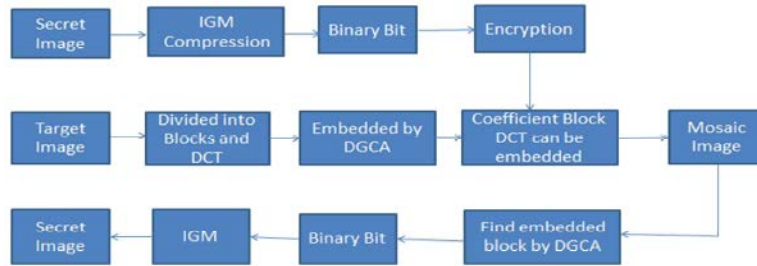 Secret
Image
IGM
Compression
Binary Bit
Encryption
Target
Image
Divided into
Blocks and
DCT
Embedded by
DGCA
Coefficient Block
DCT can be
embedded
Mosaic
Image
Secret
Image
IGM
Binary Bit
Find embedded
block by DGCA